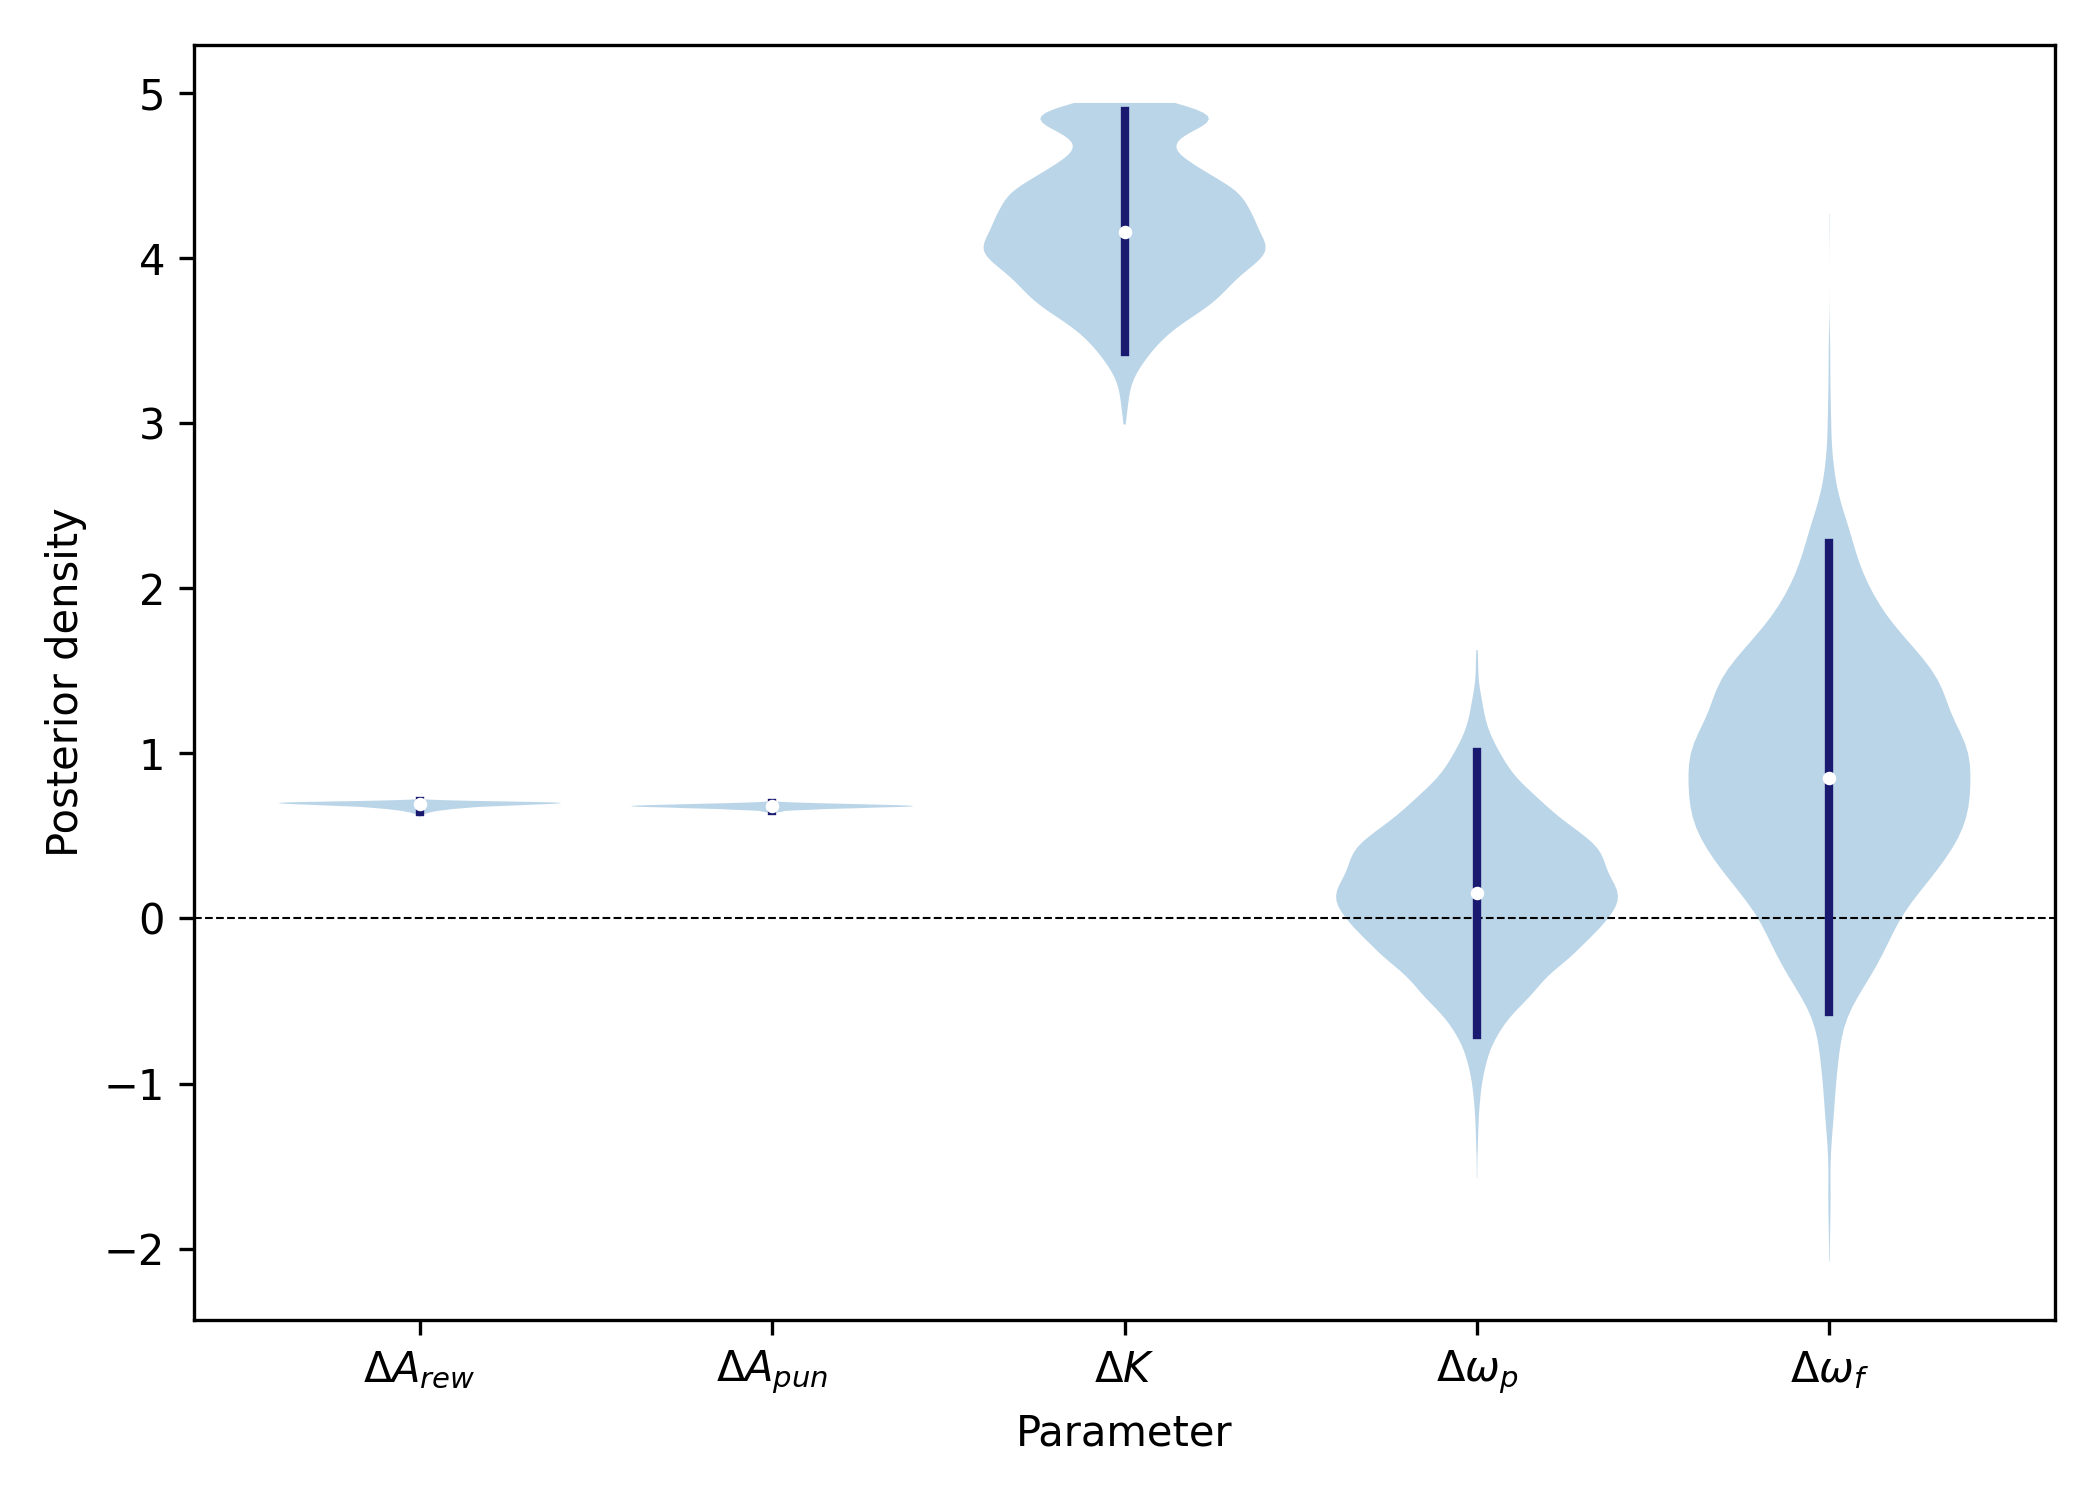 Posterior density
5
4
3
2
1
0
−1
−2
ΔA_rew ΔA_pun ΔK Δω_p Δω_f
Parameter